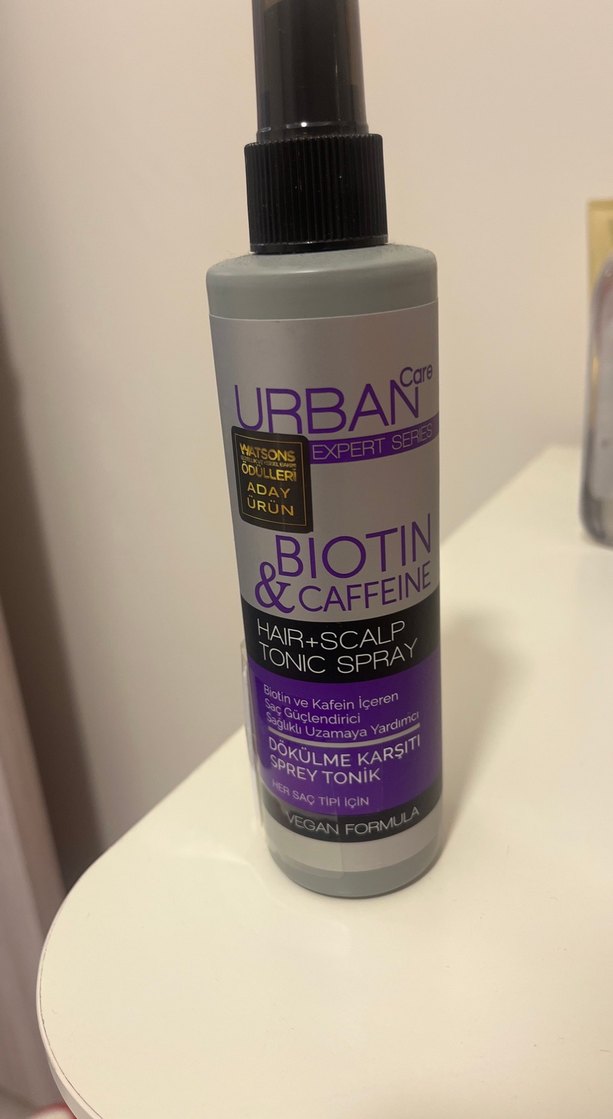 URBAN Care
EXPERT SERIES
WATSONS
ÖDÜLLERİ
ADAY
ÜRÜN
BIOTIN
& CAFFEINE
HAIR+SCALP
TONIC SPRAY
Biotin ve Kafein İçeren
Saç Güçlendirici
Sağlıklı Uzamaya Yardımcı
DÖKÜLME KARŞITI
SPREY TONİK
HER SAÇ TİPİ İÇİN
VEGAN FORMULA